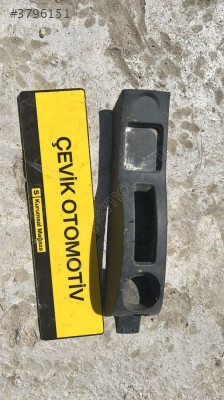 #3796151
ÇEVİK OTOMOTİV
S Kurumsal Mağaza